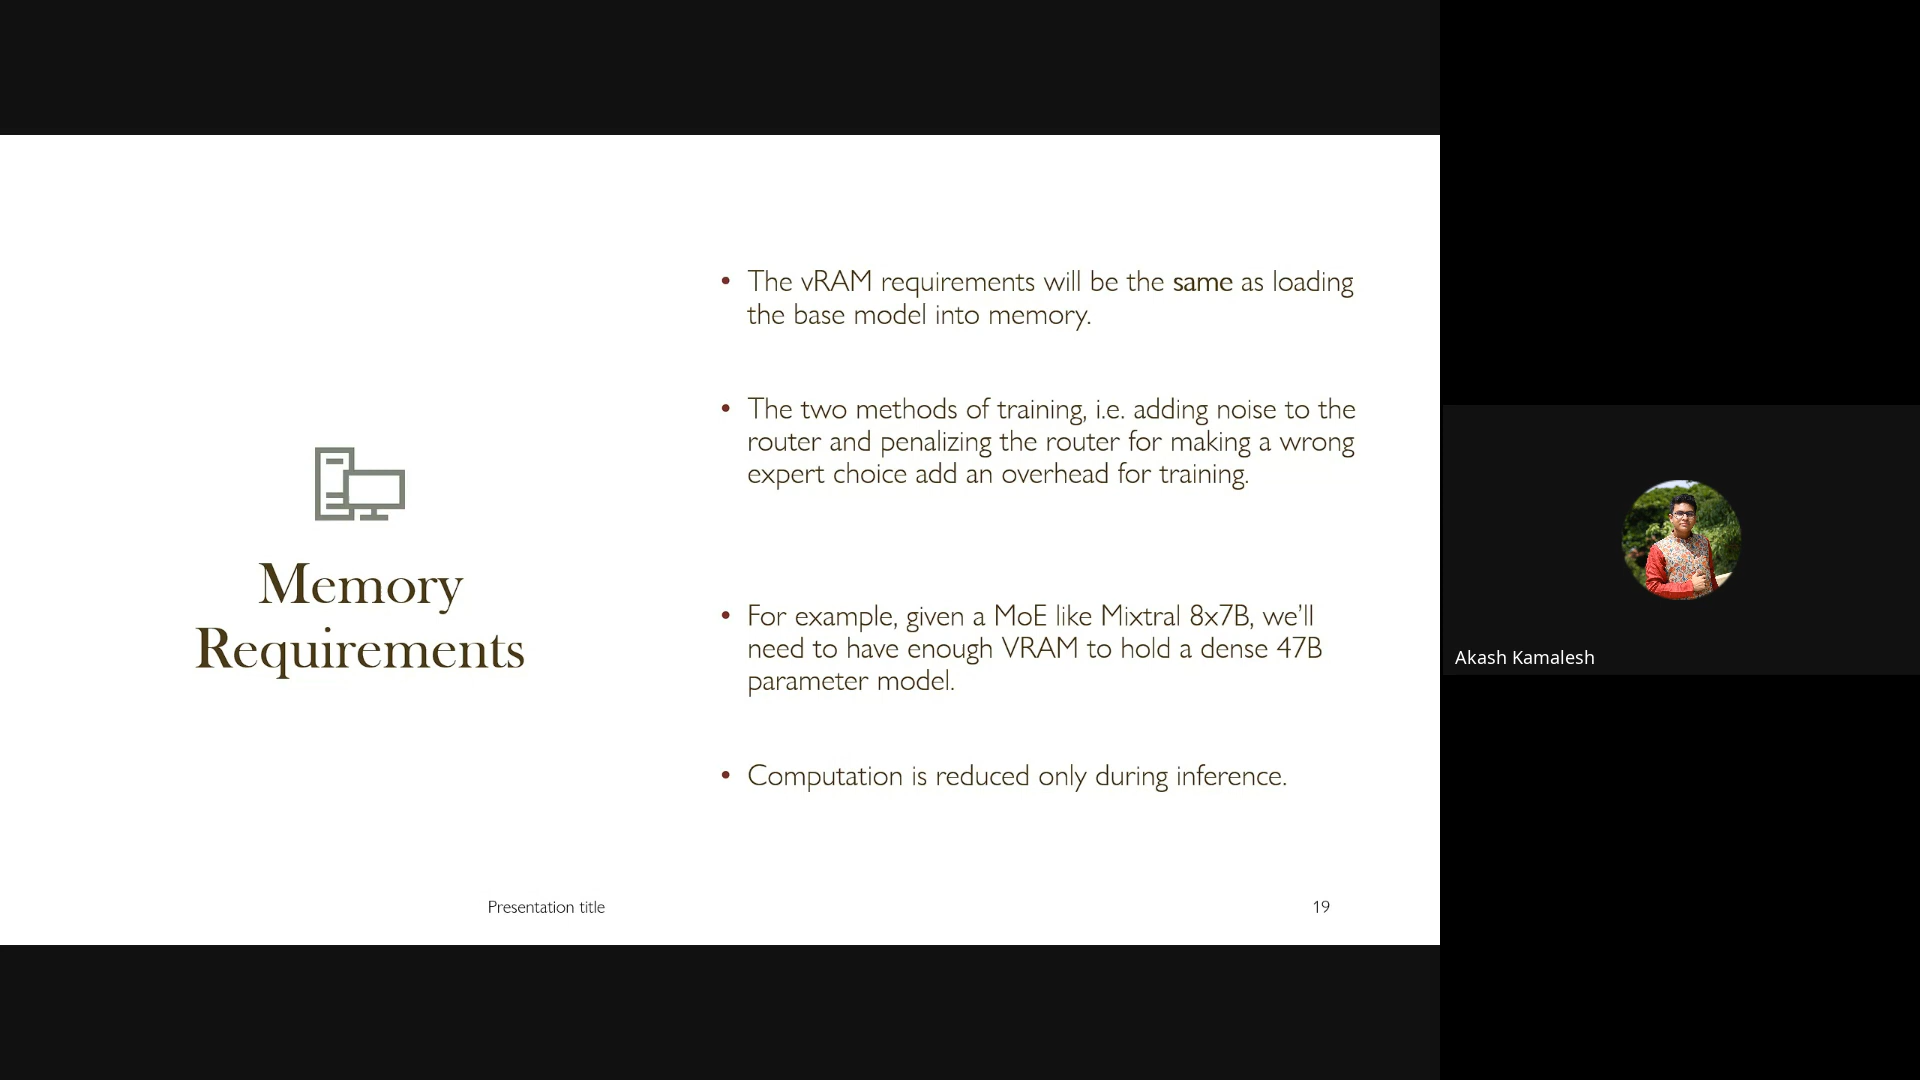 Memory
Requirements
• The vRAM requirements will be the same as loading
the base model into memory.
• The two methods of training, i.e. adding noise to the
router and penalizing the router for making a wrong
expert choice add an overhead for training.
• For example, given a MoE like Mixtral 8x7B, we’ll
need to have enough VRAM to hold a dense 47B
parameter model.
• Computation is reduced only during inference.
Presentation title
19
Akash Kamalesh